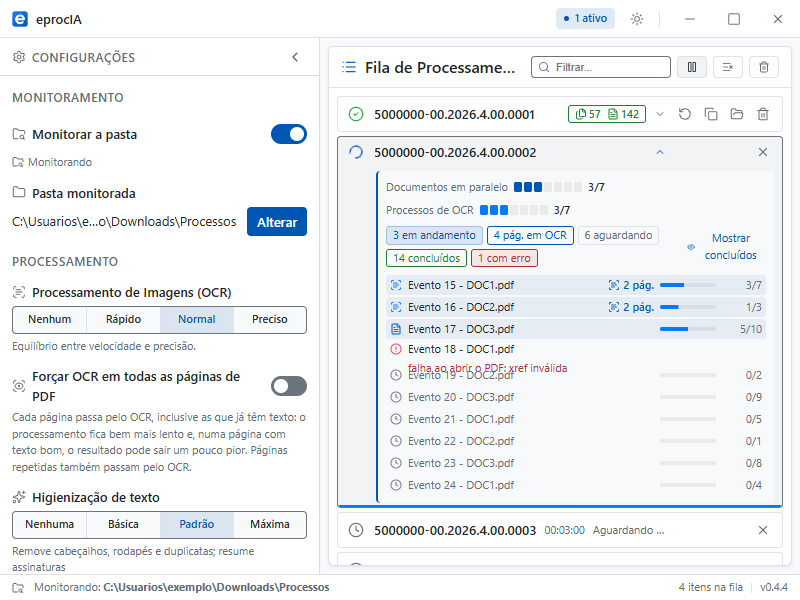 eprocIA
1 ativo
CONFIGURAÇÕES
MONITORAMENTO
Monitorar a pasta
Monitorando
Pasta monitorada
C:\Usuarios\e...o\Downloads\Processos
Alterar
PROCESSAMENTO
Processamento de Imagens (OCR)
Nenhum Rápido Normal Preciso
Equilíbrio entre velocidade e precisão.
Forçar OCR em todas as páginas de
PDF
Cada página passa pelo OCR, inclusive as que já têm texto: o
processamento fica bem mais lento e, numa página com
texto bom, o resultado pode sair um pouco pior. Páginas
repetidas também passam pelo OCR.
Higienização de texto
Nenhuma Básica Padrão Máxima
Remove cabeçalhos, rodapés e duplicatas; resume
assinaturas
Fila de Processame...
Filtrar...
5000000-00.2026.4.00.0001 57 142
5000000-00.2026.4.00.0002
Documentos em paralelo 3/7
Processos de OCR 3/7
3 em andamento 4 pág. em OCR 6 aguardando
14 concluídos 1 com erro
Mostrar
concluídos
Evento 15 - DOC1.pdf 2 pág. 3/7
Evento 16 - DOC2.pdf 2 pág. 1/3
Evento 17 - DOC3.pdf 5/10
Evento 18 - DOC1.pdf
falha ao abrir o PDF: xref inválida
Evento 19 - DOC2.pdf 0/2
Evento 20 - DOC3.pdf 0/9
Evento 21 - DOC1.pdf 0/5
Evento 22 - DOC2.pdf 0/1
Evento 23 - DOC3.pdf 0/8
Evento 24 - DOC1.pdf 0/4
5000000-00.2026.4.00.0003 00:03:00 Aguardando ...
Monitorando: C:\Usuarios\exemplo\Downloads\Processos
4 itens na fila v0.4.4